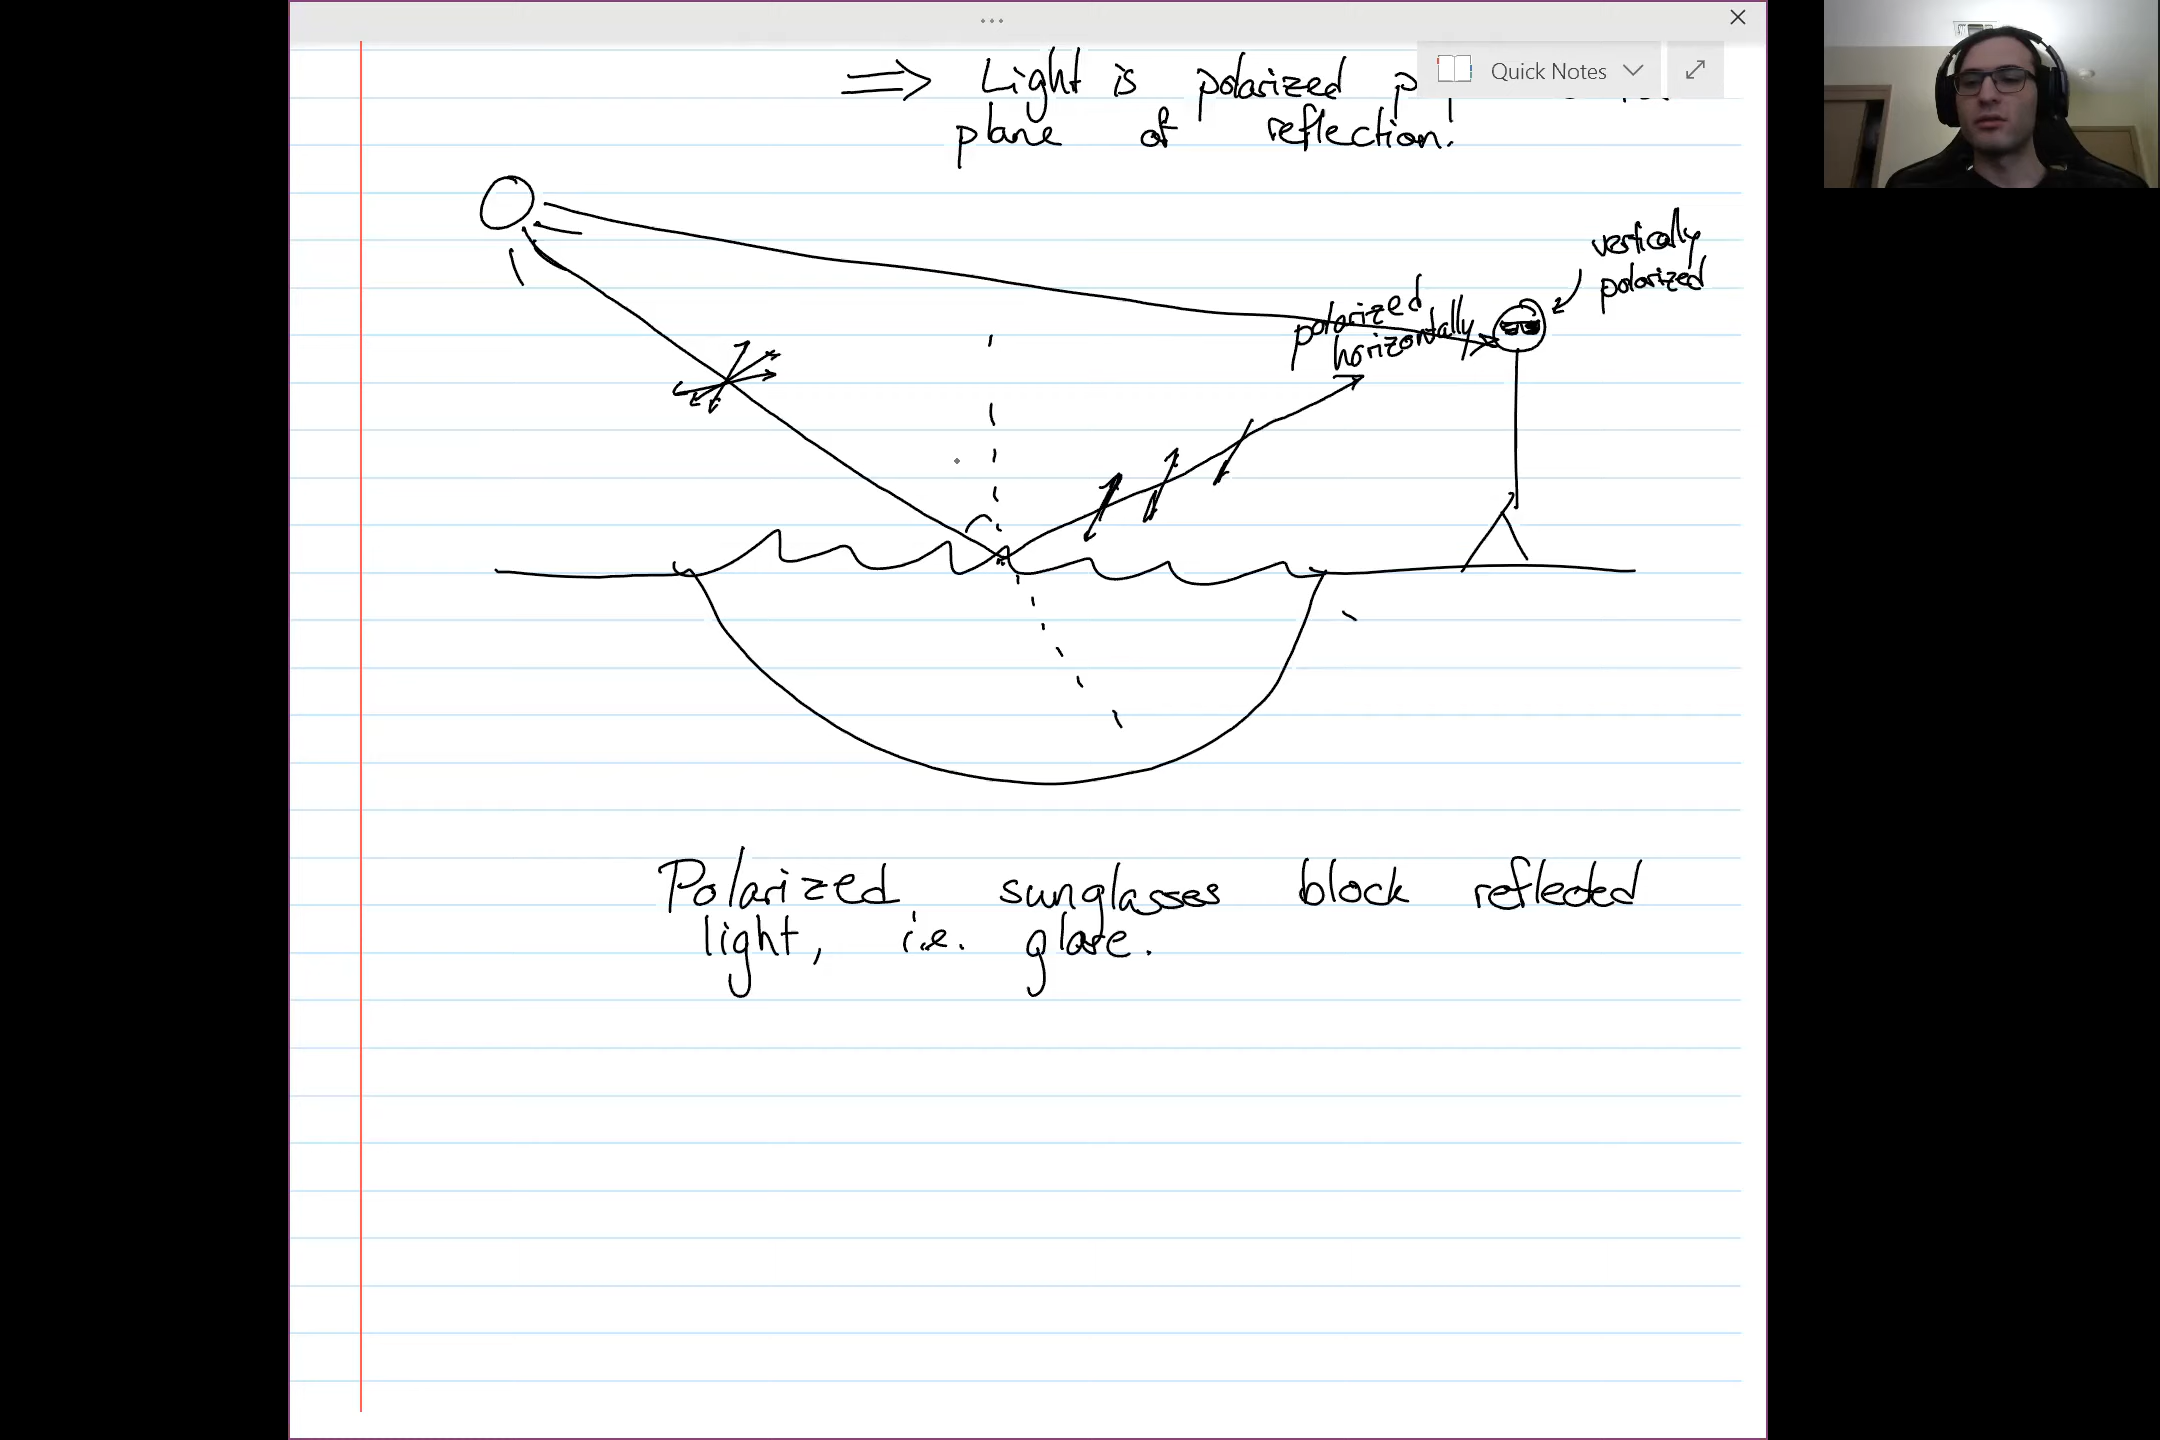 ⇒ Light is polarized
Quick Notes
plane of reflection!
vertically
polarized
polarized
horizontally
Polarized sunglasses block reflected
light, i.e. glare.